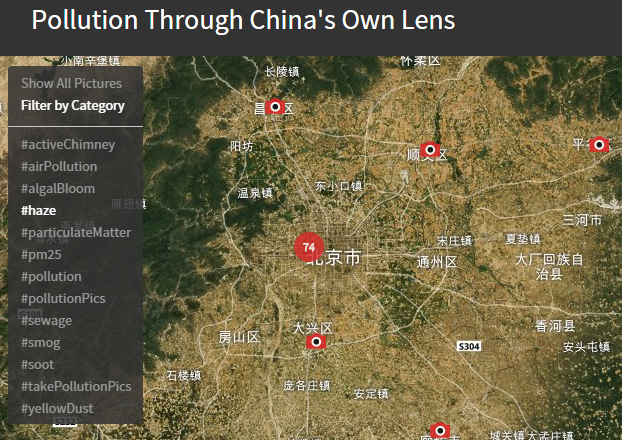 Pollution Through China's Own Lens
小南辛堡镇
怀柔区
Show All Pictures
长陵镇
Filter by Category
昌平区
#activeChimney
阳坊
顺义区
#airPollution
#algalBloom
温泉镇
东小口镇
#haze
雁翅镇
三河市
#particulateMatter
宋庄镇
夏垫镇
#pm25
74
北京市
通州区
大厂回族自
治县
#pollution
#pollutionPics
#sewage
大兴区
香河县
房山区
#smog
S304
安头屯镇
#soot
石楼镇
#takePollutionPics
庞各庄镇
安定镇
#yellowDust